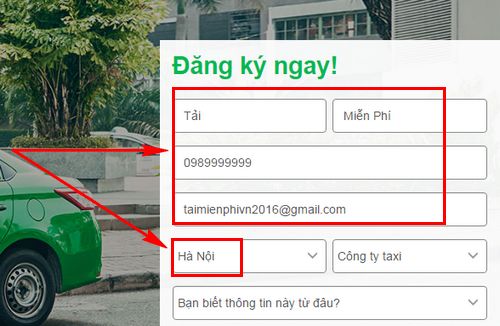 Đăng ký ngay!
Tải Miễn Phí
0989999999
taimienphivn2016@gmail.com
Hà Nội Công ty taxi
Bạn biết thông tin này từ đâu?